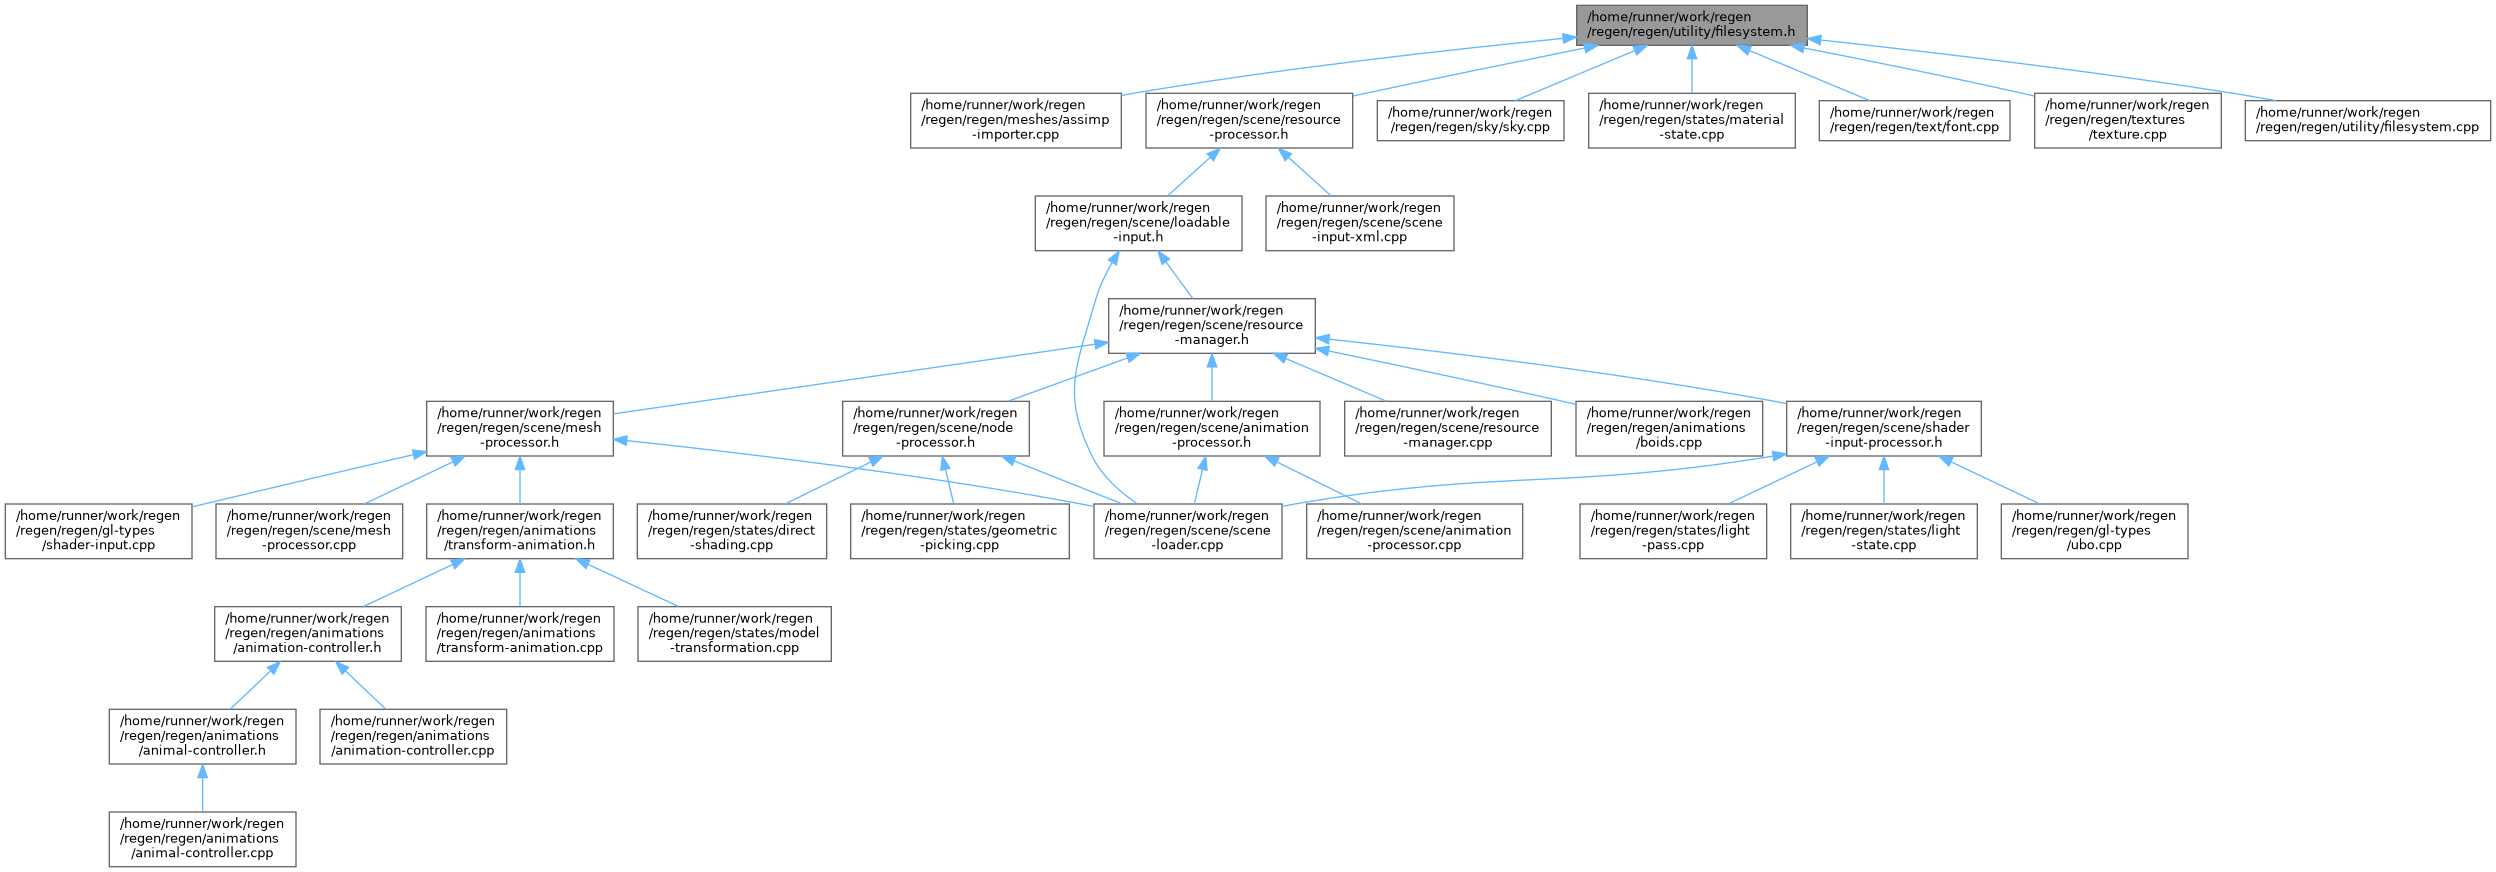 /home/runner/work/regen
/regen/regen/utility/filesystem.h
/home/runner/work/regen
/regen/regen/meshes/assimp
-importer.cpp
/home/runner/work/regen
/regen/regen/scene/resource
-processor.h
/home/runner/work/regen
/regen/regen/sky/sky.cpp
/home/runner/work/regen
/regen/regen/states/material
-state.cpp
/home/runner/work/regen
/regen/regen/text/font.cpp
/home/runner/work/regen
/regen/regen/textures
/texture.cpp
/home/runner/work/regen
/regen/regen/utility/filesystem.cpp
/home/runner/work/regen
/regen/regen/scene/loadable
-input.h
/home/runner/work/regen
/regen/regen/scene/scene
-input-xml.cpp
/home/runner/work/regen
/regen/regen/scene/resource
-manager.h
/home/runner/work/regen
/regen/regen/scene/mesh
-processor.h
/home/runner/work/regen
/regen/regen/scene/node
-processor.h
/home/runner/work/regen
/regen/regen/scene/animation
-processor.h
/home/runner/work/regen
/regen/regen/scene/resource
-manager.cpp
/home/runner/work/regen
/regen/regen/animations
/boids.cpp
/home/runner/work/regen
/regen/regen/scene/shader
-input-processor.h
/home/runner/work/regen
/regen/regen/gl-types
/shader-input.cpp
/home/runner/work/regen
/regen/regen/scene/mesh
-processor.cpp
/home/runner/work/regen
/regen/regen/animations
/transform-animation.h
/home/runner/work/regen
/regen/regen/states/direct
-shading.cpp
/home/runner/work/regen
/regen/regen/states/geometric
-picking.cpp
/home/runner/work/regen
/regen/regen/scene/scene
-loader.cpp
/home/runner/work/regen
/regen/regen/scene/animation
-processor.cpp
/home/runner/work/regen
/regen/regen/states/light
-pass.cpp
/home/runner/work/regen
/regen/regen/states/light
-state.cpp
/home/runner/work/regen
/regen/regen/gl-types
/ubo.cpp
/home/runner/work/regen
/regen/regen/animations
/animation-controller.h
/home/runner/work/regen
/regen/regen/animations
/transform-animation.cpp
/home/runner/work/regen
/regen/regen/states/model
-transformation.cpp
/home/runner/work/regen
/regen/regen/animations
/animal-controller.h
/home/runner/work/regen
/regen/regen/animations
/animation-controller.cpp
/home/runner/work/regen
/regen/regen/animations
/animal-controller.cpp